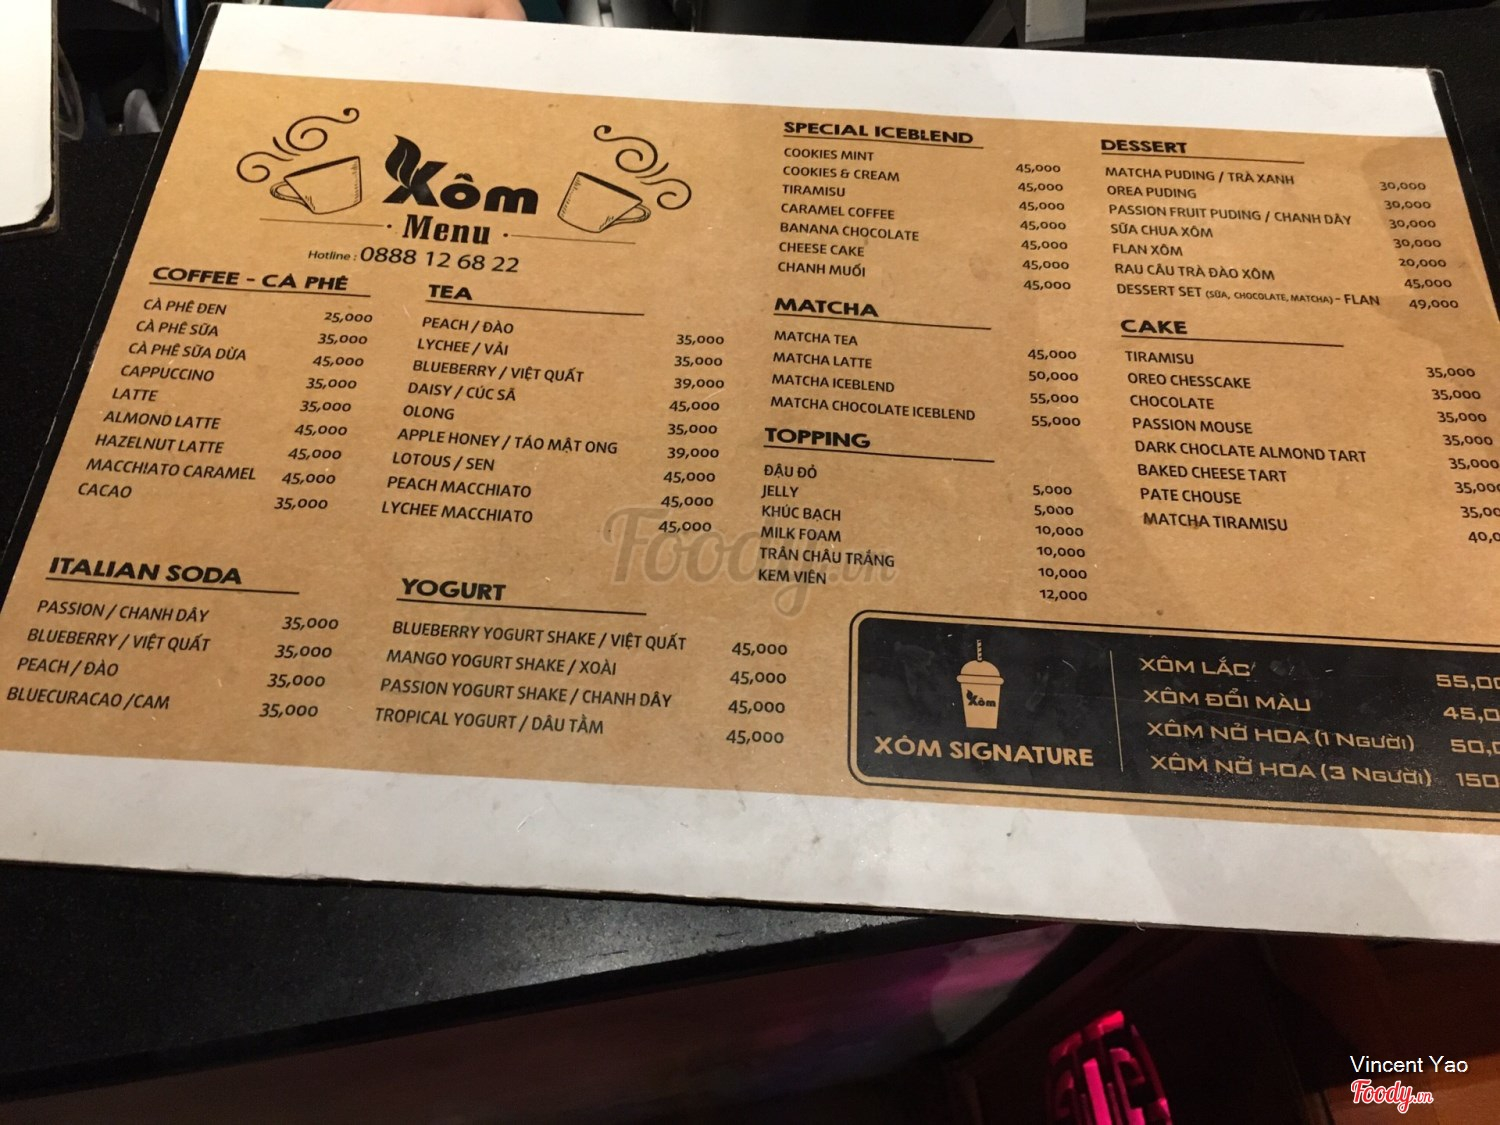 Xôm
Menu
Hotline : 0888 12 68 22
COFFEE - CÀ PHÊ
CÀ PHÊ ĐEN 25,000
CÀ PHÊ SỮA 35,000
CÀ PHÊ SỮA DỪA 45,000
CAPPUCCINO 35,000
LATTE 35,000
ALMOND LATTE 45,000
HAZELNUT LATTE 45,000
MACCHIATO CARAMEL 45,000
CACAO 35,000
ITALIAN SODA
PASSION / CHANH DÂY 35,000
BLUEBERRY / VIỆT QUẤT 35,000
PEACH / ĐÀO 35,000
BLUECURACAO /CAM 35,000
TEA
PEACH / ĐÀO 35,000
LYCHEE / VẢI 35,000
BLUEBERRY / VIỆT QUẤT 39,000
DAISY / CÚC SÃ 45,000
OLONG 35,000
APPLE HONEY / TÁO MẬT ONG 39,000
LOTOUS / SEN 45,000
PEACH MACCHIATO 45,000
LYCHEE MACCHIATO 45,000
YOGURT
BLUEBERRY YOGURT SHAKE / VIỆT QUẤT 45,000
MANGO YOGURT SHAKE / XOÀI 45,000
PASSION YOGURT SHAKE / CHANH DÂY 45,000
TROPICAL YOGURT / DÂU TẰM 45,000
SPECIAL ICEBLEND
COOKIES MINT 45,000
COOKIES & CREAM 45,000
TIRAMISU 45,000
CARAMEL COFFEE 45,000
BANANA CHOCOLATE 45,000
CHEESE CAKE 45,000
CHANH MUỐI 45,000
MATCHA
MATCHA TEA 45,000
MATCHA LATTE 50,000
MATCHA ICEBLEND 55,000
MATCHA CHOCOLATE ICEBLEND 55,000
TOPPING
ĐẬU ĐỎ 5,000
JELLY 5,000
KHÚC BẠCH 10,000
MILK FOAM 10,000
TRÂN CHÂU TRẮNG 10,000
KEM VIÊN 12,000
DESSERT
MATCHA PUDING / TRÀ XANH 30,000
OREA PUDING 30,000
PASSION FRUIT PUDING / CHANH DÂY 30,000
SỮA CHUA XÔM 30,000
FLAN XÔM 20,000
RAU CÂU TRÀ ĐÀO XÔM 45,000
DESSERT SET (SỮA, CHOCOLATE, MATCHA) - FLAN 49,000
CAKE
TIRAMISU 35,000
OREO CHESSCAKE 35,000
CHOCOLATE 35,000
PASSION MOUSE 35,000
DARK CHOCLATE ALMOND TART 35,000
BAKED CHEESE TART 35,000
PATE CHOUSE 35,00
MATCHA TIRAMISU 40,0
Xôm
XÔM SIGNATURE
XÔM LẮC 55,00
XÔM ĐỔI MÀU 45,0
XÔM NỞ HOA (1 NGƯỜI) 50,0
XÔM NỞ HOA (3 NGƯỜI) 150
Foody.vn
Vincent Yao
Foody.vn